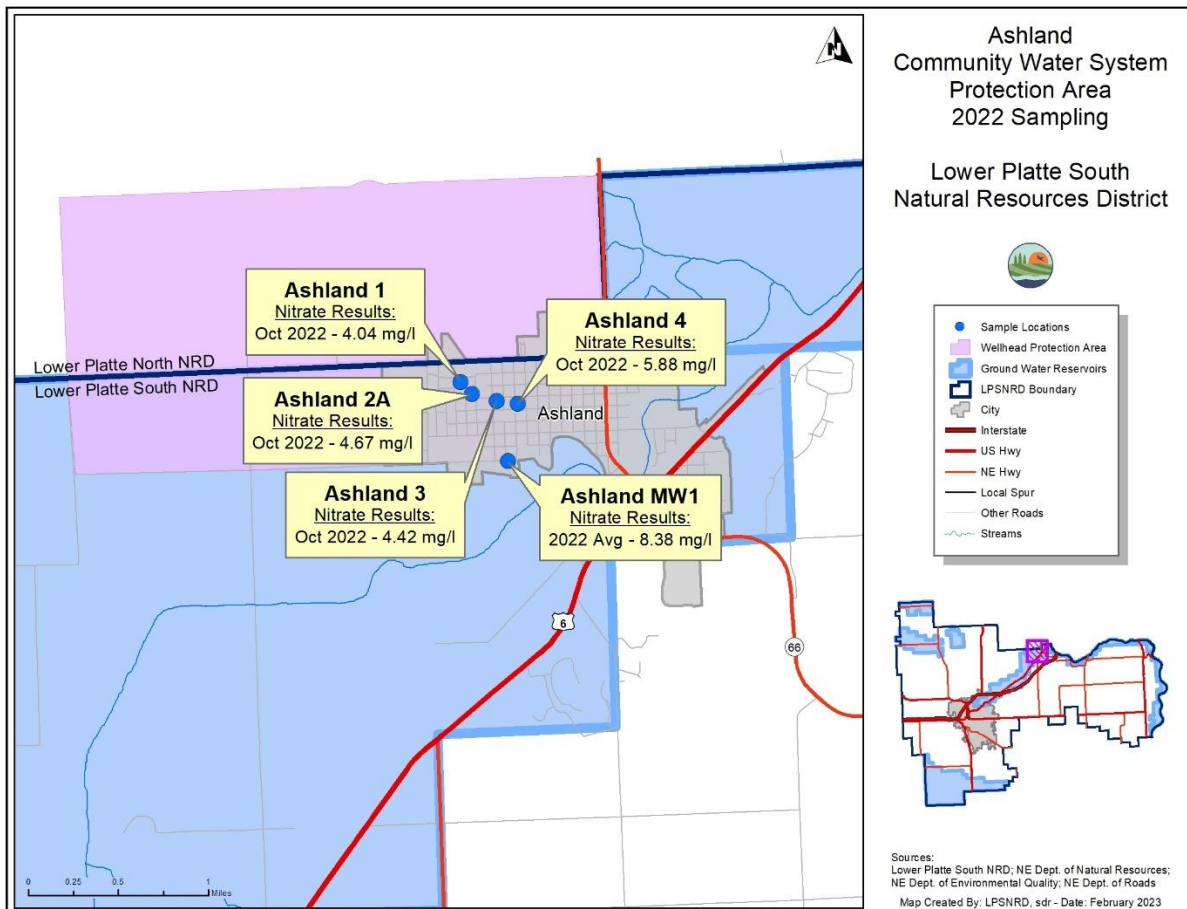 Ashland
Community Water System
Protection Area
2022 Sampling
Lower Platte South
Natural Resources District
N
Ashland 1
Nitrate Results:
Oct 2022 - 4.04 mg/l
Ashland 4
Nitrate Results:
Oct 2022 - 5.88 mg/l
Lower Platte North NRD
Lower Platte South NRD
Ashland 2A
Nitrate Results:
Oct 2022 - 4.67 mg/l
Ashland
Ashland 3
Nitrate Results:
Oct 2022 - 4.42 mg/l
Ashland MW1
Nitrate Results:
2022 Avg - 8.38 mg/l
6
66
0 0.25 0.5 1
Miles
Sample Locations
Wellhead Protection Area
Ground Water Reservoirs
LPSNRD Boundary
City
Interstate
US Hwy
NE Hwy
Local Spur
Other Roads
Streams
Sources:
Lower Platte South NRD; NE Dept. of Natural Resources;
NE Dept. of Environmental Quality; NE Dept. of Roads
Map Created By: LPSNRD, sdr - Date: February 2023